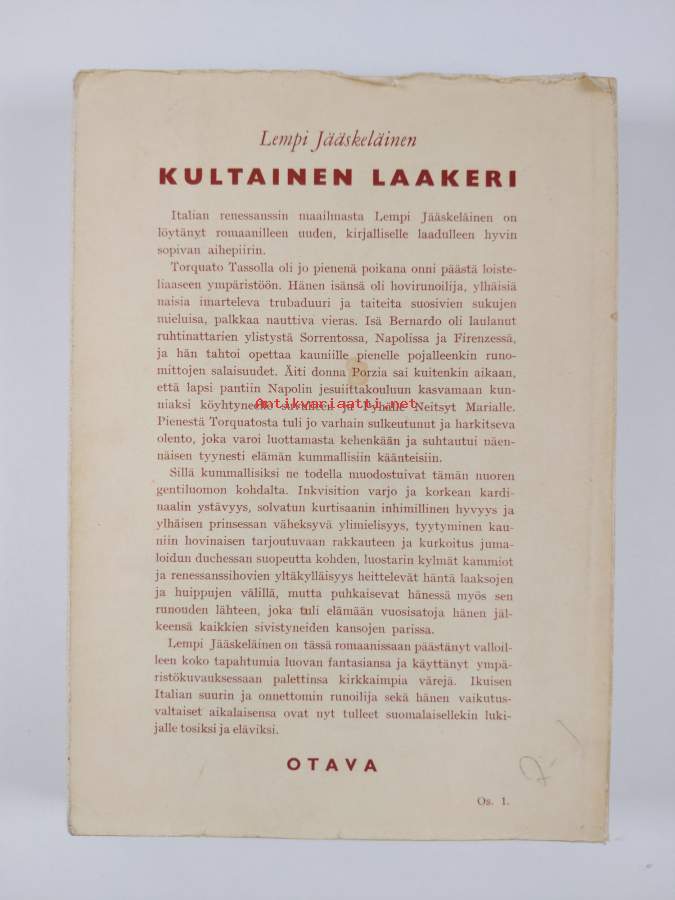 Lempi Jääskeläinen
KULTAINEN LAAKERI
Italian renessanssin maailmasta Lempi Jääskeläinen on
löytänyt romaanilleen uuden, kirjalliselle laadulleen hyvin
sopivan aihepiirin.
Torquato Tassolla oli jo pienenä poikana onni päästä loiste-
liaaseen ympäristöön. Hänen isänsä oli hovirunoilija, ylhäisiä
naisia imarteleva trubaduuri ja taiteita suosivien sukujen
mieluisa, palkkaa nauttiva vieras. Isä Bernardo oli laulanut
ruhtinattarien ylistystä Sorrentossa, Napolissa ja Firenzessä,
ja hän tahtoi opettaa kauniille pienelle pojalleenkin runo-
mittojen salaisuudet. Äiti donna Porzia sai kuitenkin aikaan,
että lapsi pantiin Napolin jesuiittakouluun kasvamaan kun-
Antikvariaatti.net
niaksi köyhtyneelle suvulleen ja Pyhälle Neitsyt Marialle.
Pienestä Torquatosta tuli jo varhain sulkeutunut ja harkitseva
olento, joka varoi luottamasta kehenkään ja suhtautui näen-
näisen tyynesti elämän kummallisiin käänteisiin.
Sillä kummallisiksi ne todella muodostuivat tämän nuoren
gentiluomon kohdalta. Inkvisition varjo ja korkean kardi-
naalin ystävyys, solvatun kurtisaanin inhimillinen hyvyys ja
ylhäisen prinsessan väheksyvä ylimielisyys, tyytyminen kau-
niin hovinaisen tarjoutuvaan rakkauteen ja kurkoitus juma-
loidun duchessan suopeutta kohden, luostarin kylmät kammiot
ja renessanssihovien yltäkylläisyys heittelevät häntä laaksojen
ja huippujen välillä, mutta puhkaisevat hänessä myös sen
runouden lähteen, joka tuli elämään vuosisatoja hänen jäl-
keensä kaikkien sivistyneiden kansojen parissa.
Lempi Jääskeläinen on tässä romaanissaan päästänyt valloil-
leen koko tapahtumia luovan fantasiansa ja käyttänyt ympä-
ristökuvauksessaan palettinsa kirkkaimpia värejä. Ikuisen
Italian suurin ja onnettomin runoilija sekä hänen vaikutus-
valtaiset aikalaisensa ovat nyt tulleet suomalaisellekin luki-
jalle tosiksi ja eläviksi.
OTAVA
Os. 1.